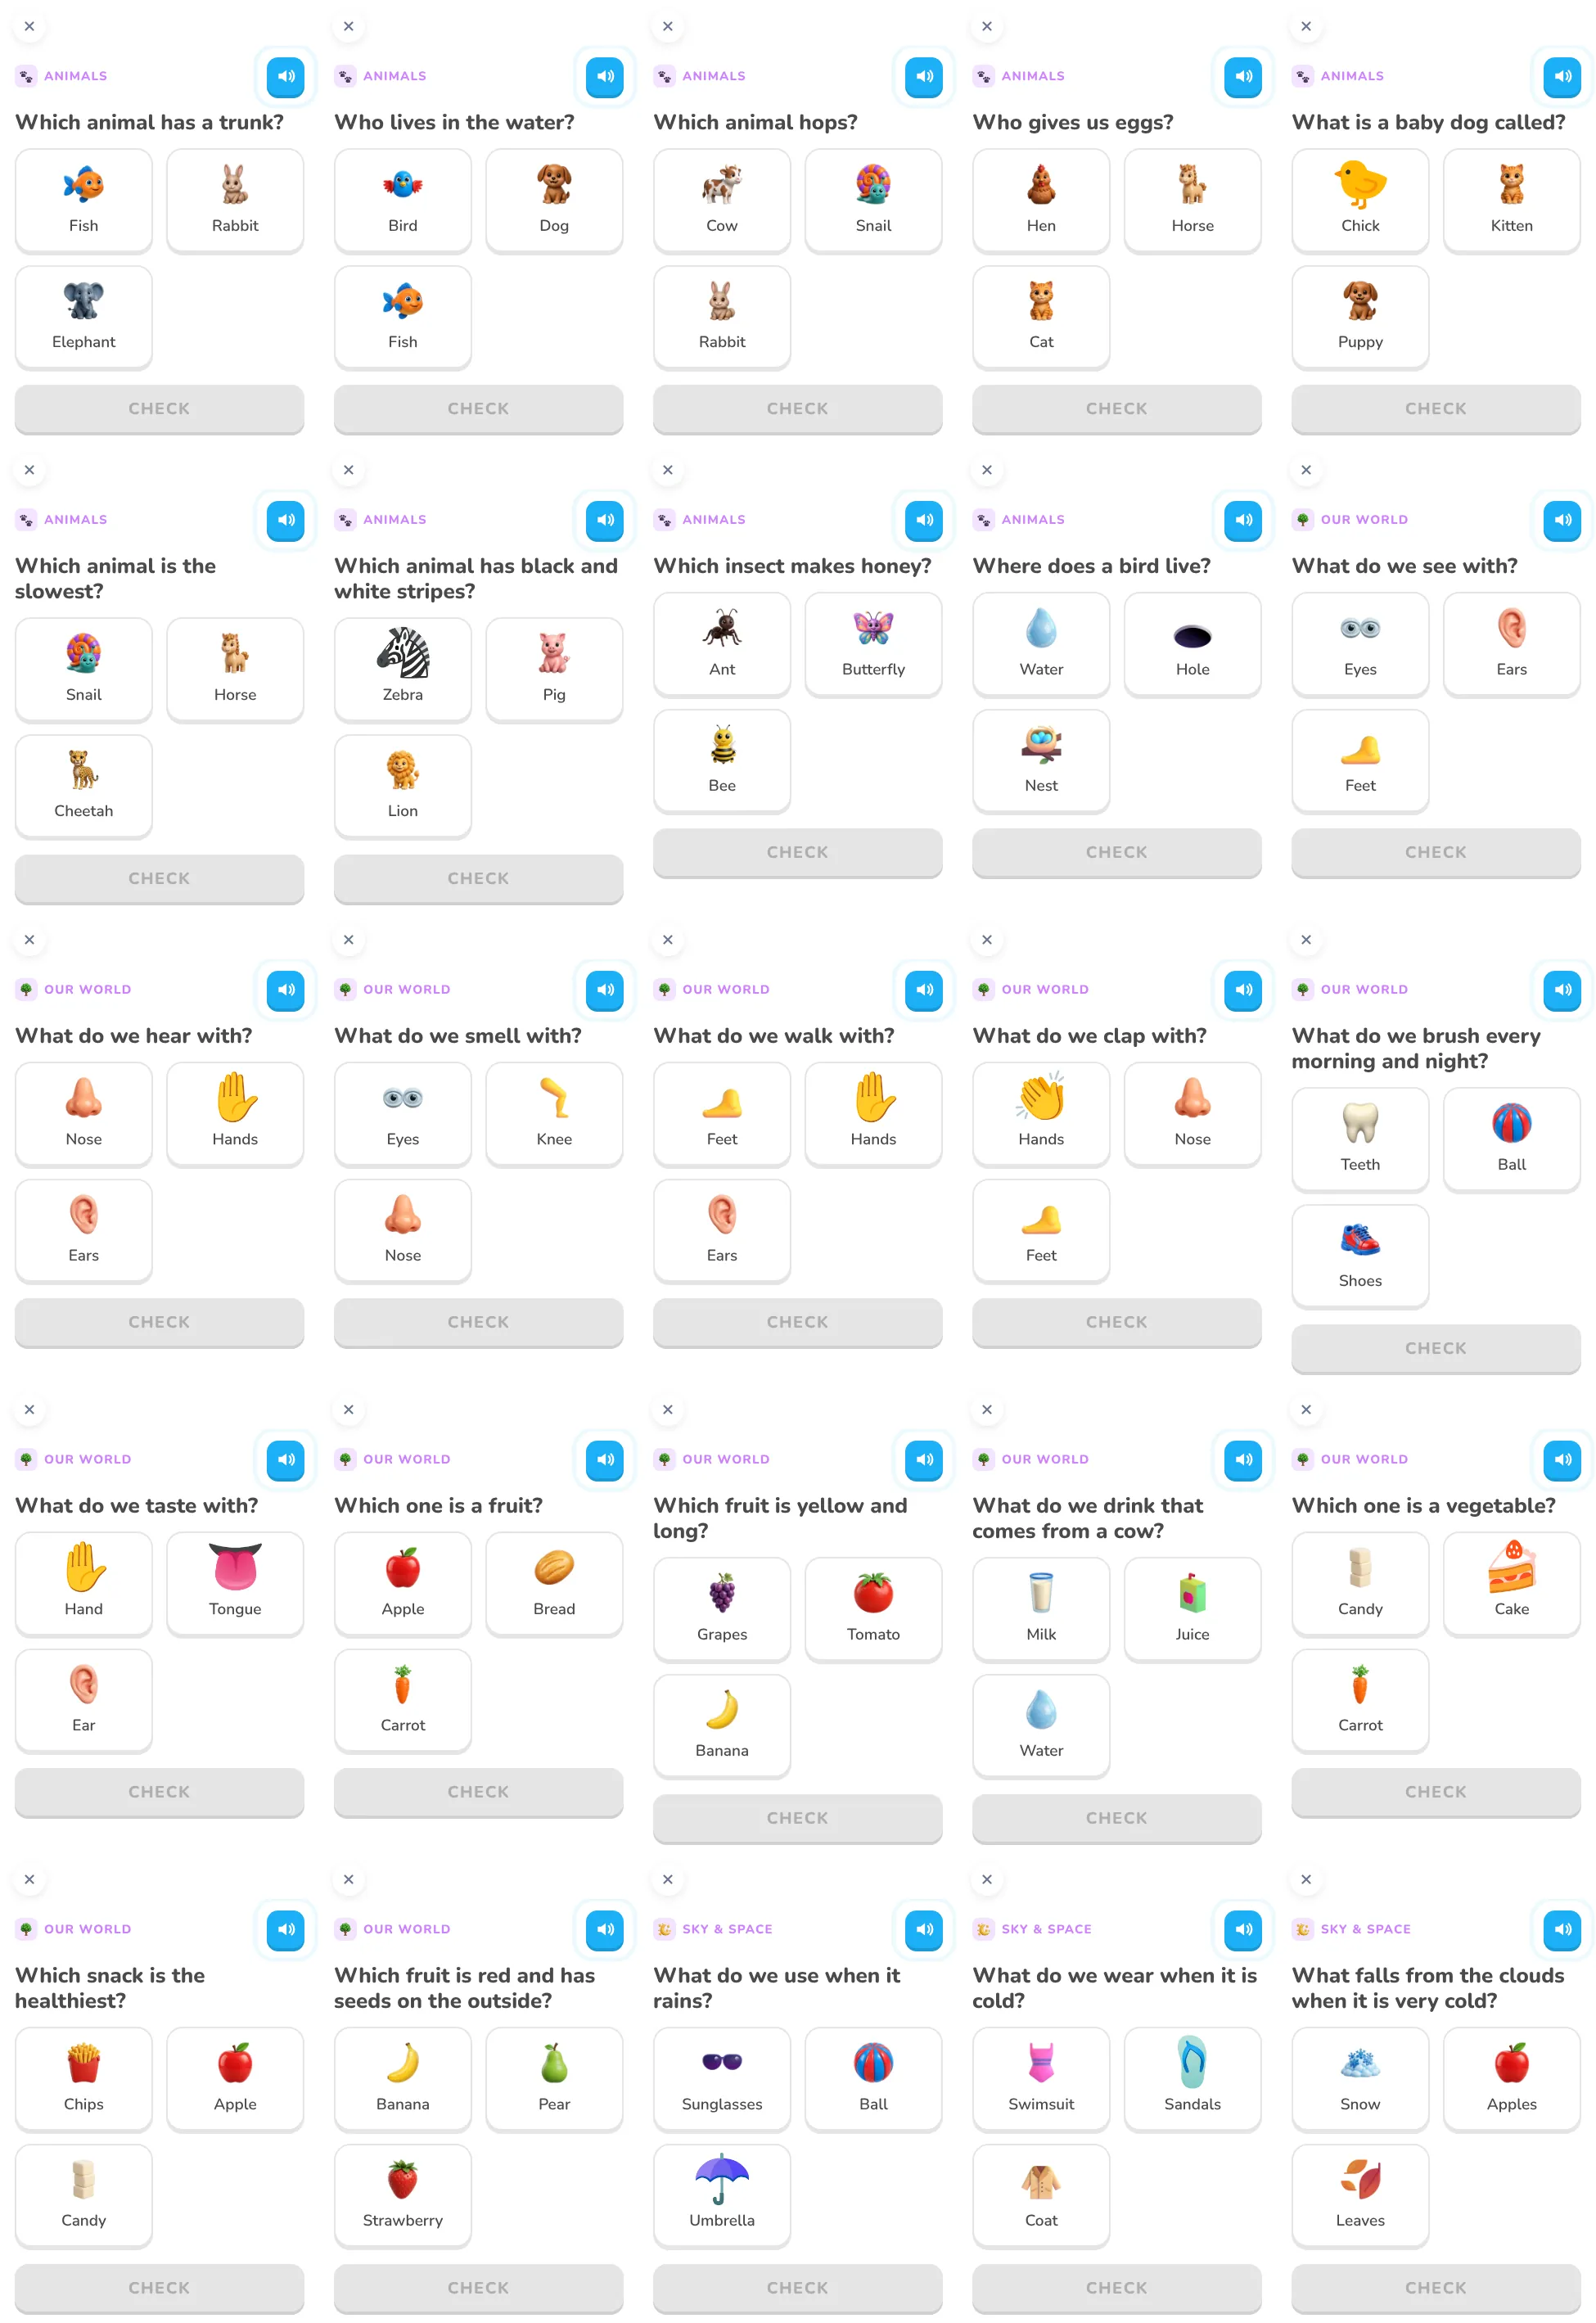 ANIMALS
Which animal has a trunk?
Fish
Rabbit
Elephant
CHECK
ANIMALS
Who lives in the water?
Bird
Dog
Fish
CHECK
ANIMALS
Which animal hops?
Cow
Snail
Rabbit
CHECK
ANIMALS
Who gives us eggs?
Hen
Horse
Cat
CHECK
ANIMALS
What is a baby dog called?
Chick
Kitten
Puppy
CHECK
ANIMALS
Which animal is the
slowest?
Snail
Horse
Cheetah
CHECK
ANIMALS
Which animal has black and
white stripes?
Zebra
Pig
Lion
CHECK
ANIMALS
Which insect makes honey?
Ant
Butterfly
Bee
CHECK
ANIMALS
Where does a bird live?
Water
Hole
Nest
CHECK
OUR WORLD
What do we see with?
Eyes
Ears
Feet
CHECK
OUR WORLD
What do we hear with?
Nose
Hands
Ears
CHECK
OUR WORLD
What do we smell with?
Eyes
Knee
Nose
CHECK
OUR WORLD
What do we walk with?
Feet
Hands
Ears
CHECK
OUR WORLD
What do we clap with?
Hands
Nose
Feet
CHECK
OUR WORLD
What do we brush every
morning and night?
Teeth
Ball
Shoes
CHECK
OUR WORLD
What do we taste with?
Hand
Tongue
Ear
CHECK
OUR WORLD
Which one is a fruit?
Apple
Bread
Carrot
CHECK
OUR WORLD
Which fruit is yellow and
long?
Grapes
Tomato
Banana
CHECK
OUR WORLD
What do we drink that
comes from a cow?
Milk
Juice
Water
CHECK
OUR WORLD
Which one is a vegetable?
Candy
Cake
Carrot
CHECK
OUR WORLD
Which snack is the
healthiest?
Chips
Apple
Candy
CHECK
OUR WORLD
Which fruit is red and has
seeds on the outside?
Banana
Pear
Strawberry
CHECK
SKY & SPACE
What do we use when it
rains?
Sunglasses
Ball
Umbrella
CHECK
SKY & SPACE
What do we wear when it is
cold?
Swimsuit
Sandals
Coat
CHECK
SKY & SPACE
What falls from the clouds
when it is very cold?
Snow
Apples
Leaves
CHECK